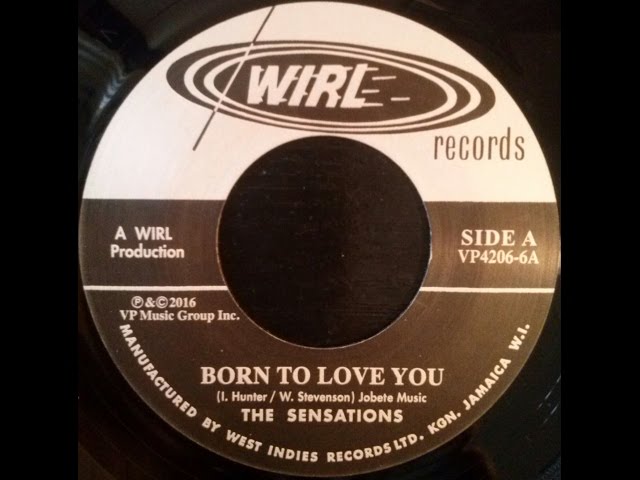 WIRL
records
A WIRL
Production
SIDE A
VP4206-6A
℗&©2016
VP Music Group Inc.
BORN TO LOVE YOU
(I. Hunter / W. Stevenson) Jobete Music
THE SENSATIONS
MANUFACTURED BY WEST INDIES RECORDS LTD. KGN. JAMAICA W.I.